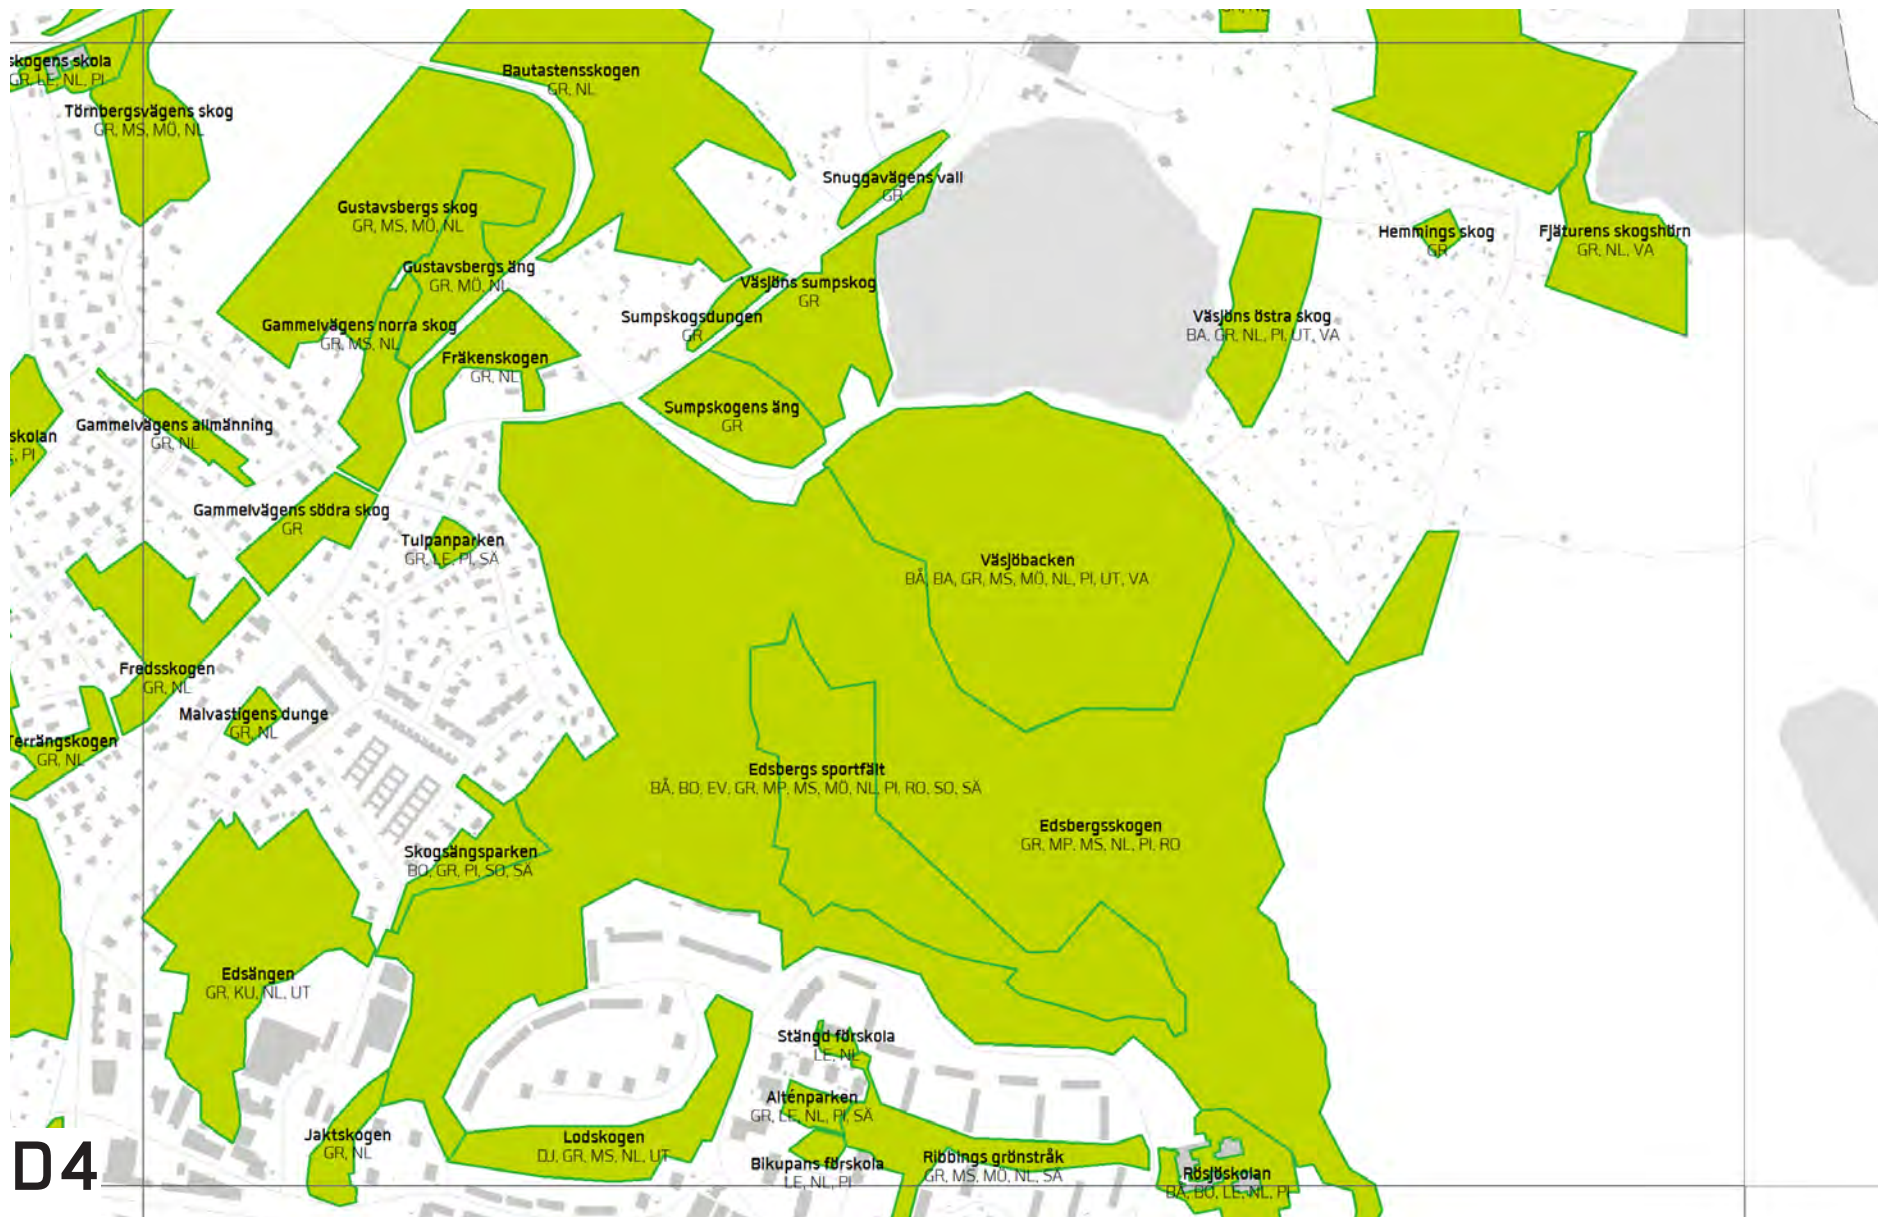 GR, NL
skogens skola
GR, LE, NL, PI
Bautastensskogen
GR, NL
Törnbergsvägens skog
GR, MS, MÖ, NL
Snuggavägens vall
GR
Gustavsbergs skog
GR, MS, MÖ, NL
Hemmings skog
GR
Fjäturens skogshörn
GR, NL, VA
Gustavsbergs äng
GR, MÖ, NL
Väsjöns sumpskog
GR
Sumpskogsdungen
GR
Väsjöns östra skog
BA, GR, NL, PI, UT, VA
Gammelvägens norra skog
GR, MS, NL
Fräkenskogen
GR, NL
Sumpskogens äng
GR
Gammelvägens allmänning
GR, NL
skolan
, PI
Gammelvägens södra skog
GR
Tulpanparken
GR, LE, PI, SÄ
Väsjöbacken
BÅ, BA, GR, MS, MÖ, NL, PI, UT, VA
Fredsskogen
GR, NL
Malvastigens dunge
GR, NL
Terrängskogen
GR, NL
Edsbergs sportfält
BÅ, BO, EV, GR, MP, MS, MÖ, NL, PI, RO, SO, SÄ
Edsbergsskogen
GR, MP, MS, NL, PI, RO
Skogsängsparken
BO, GR, PI, SO, SÄ
Edsängen
GR, KU, NL, UT
Stängd förskola
LE, NL
Alténparken
GR, LE, NL, PI, SÄ
Jaktskogen
GR, NL
Lodskogen
DJ, GR, MS, NL, UT
Bikupans förskola
LE, NL, PI
Ribbings grönstråk
GR, MS, MÖ, NL, SÄ
Rösjöskolan
BÅ, BO, LE, NL, PI
D4